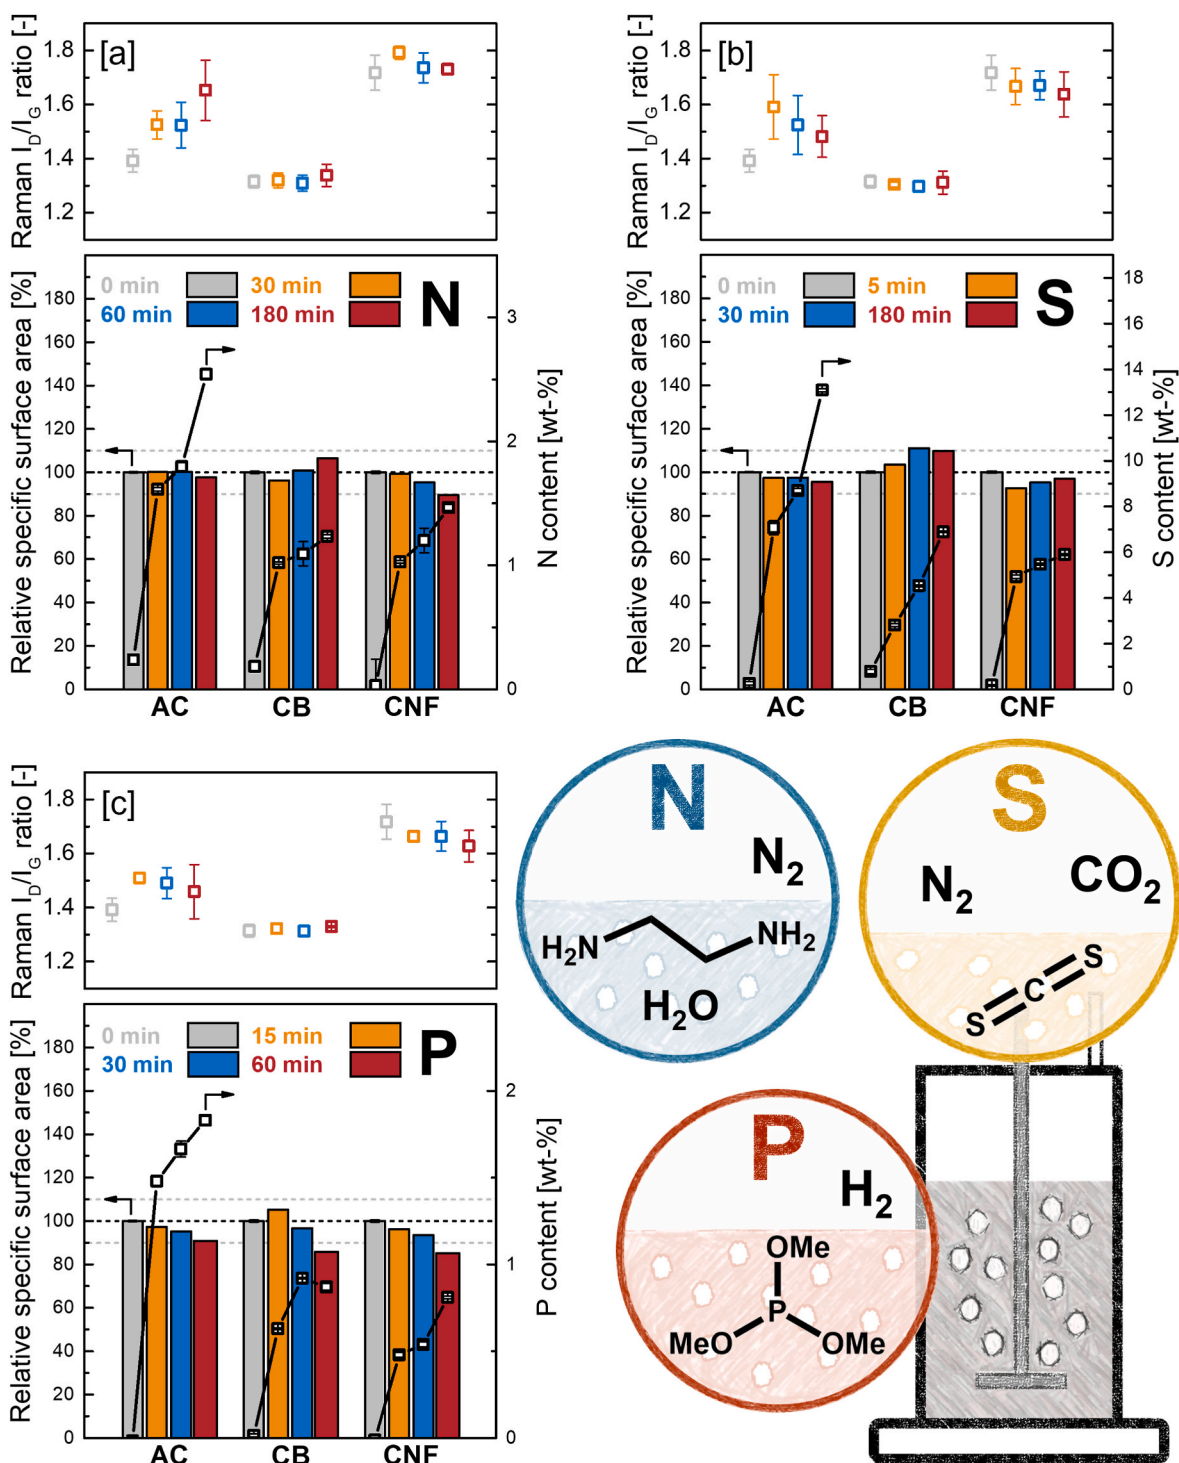 [a]
Raman I_D/I_G ratio [-]
1.8
1.6
1.4
1.2
Relative specific surface area [%]
0 min 30 min
60 min 180 min
N
180
160
140
120
100
80
60
40
20
0
3
2
1
0
N content [wt-%]
AC CB CNF
[b]
Raman I_D/I_G ratio [-]
1.8
1.6
1.4
1.2
Relative specific surface area [%]
0 min 5 min
30 min 180 min
S
180
160
140
120
100
80
60
40
20
0
18
16
14
13
10
9
8
6
4
2
0
S content [wt-%]
AC CB CNF
[c]
Raman I_D/I_G ratio [-]
1.8
1.6
1.4
1.2
Relative specific surface area [%]
0 min 15 min
30 min 60 min
P
180
160
140
120
100
80
60
40
20
0
2
1
0
P content [wt-%]
AC CB CNF
N
N₂
H₂N NH₂
H₂O
S
N₂ CO₂
S C S
P
H₂
OMe
P
MeO OMe